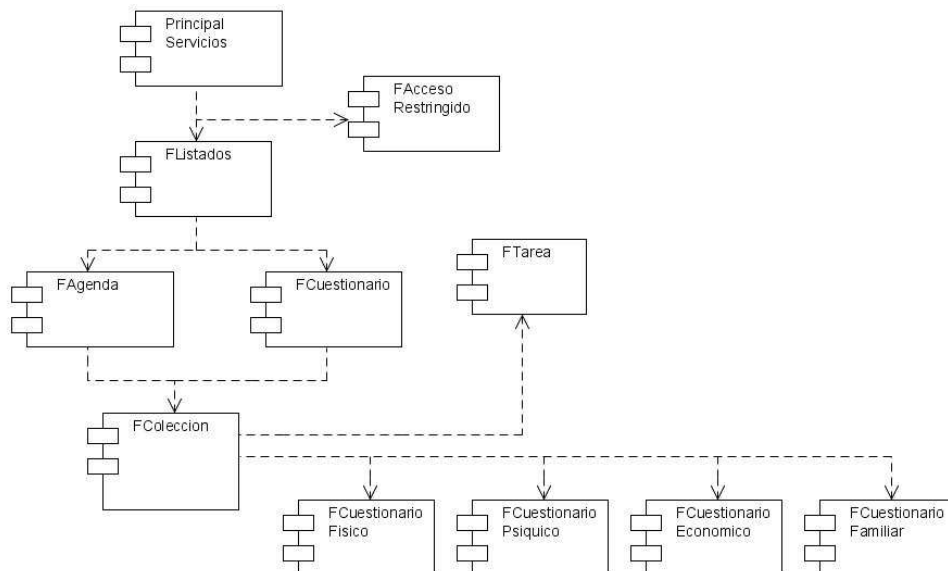 Principal
Servicios
FAcceso
Restringido
FListados
FTarea
FAgenda
FCuestionario
FColeccion
FCuestionario
Fisico
FCuestionario
Psiquico
FCuestionario
Economico
FCuestionario
Familiar